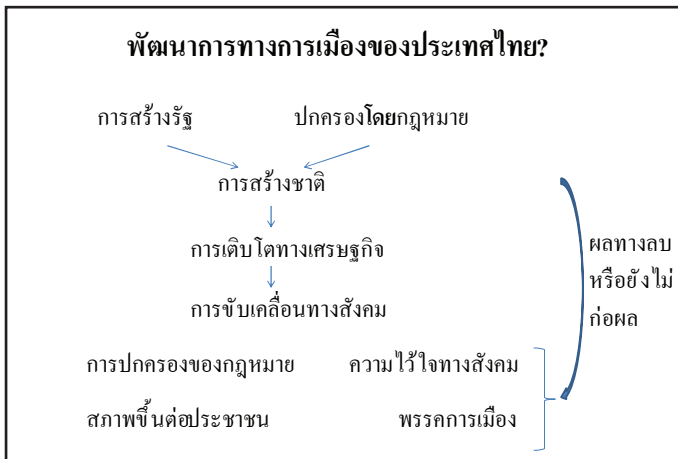 พัฒนาการทางการเมืองของประเทศไทย?
การสร้างรัฐ ปกครองโดยกฎหมาย
การสร้างชาติ
การเติบโตทางเศรษฐกิจ
การขับเคลื่อนทางสังคม
ผลทางลบ
หรือยังไม่
ก่อผล
การปกครองของกฎหมาย ความไว้ใจทางสังคม
สภาพขึ้นต่อประชาชน พรรคการเมือง